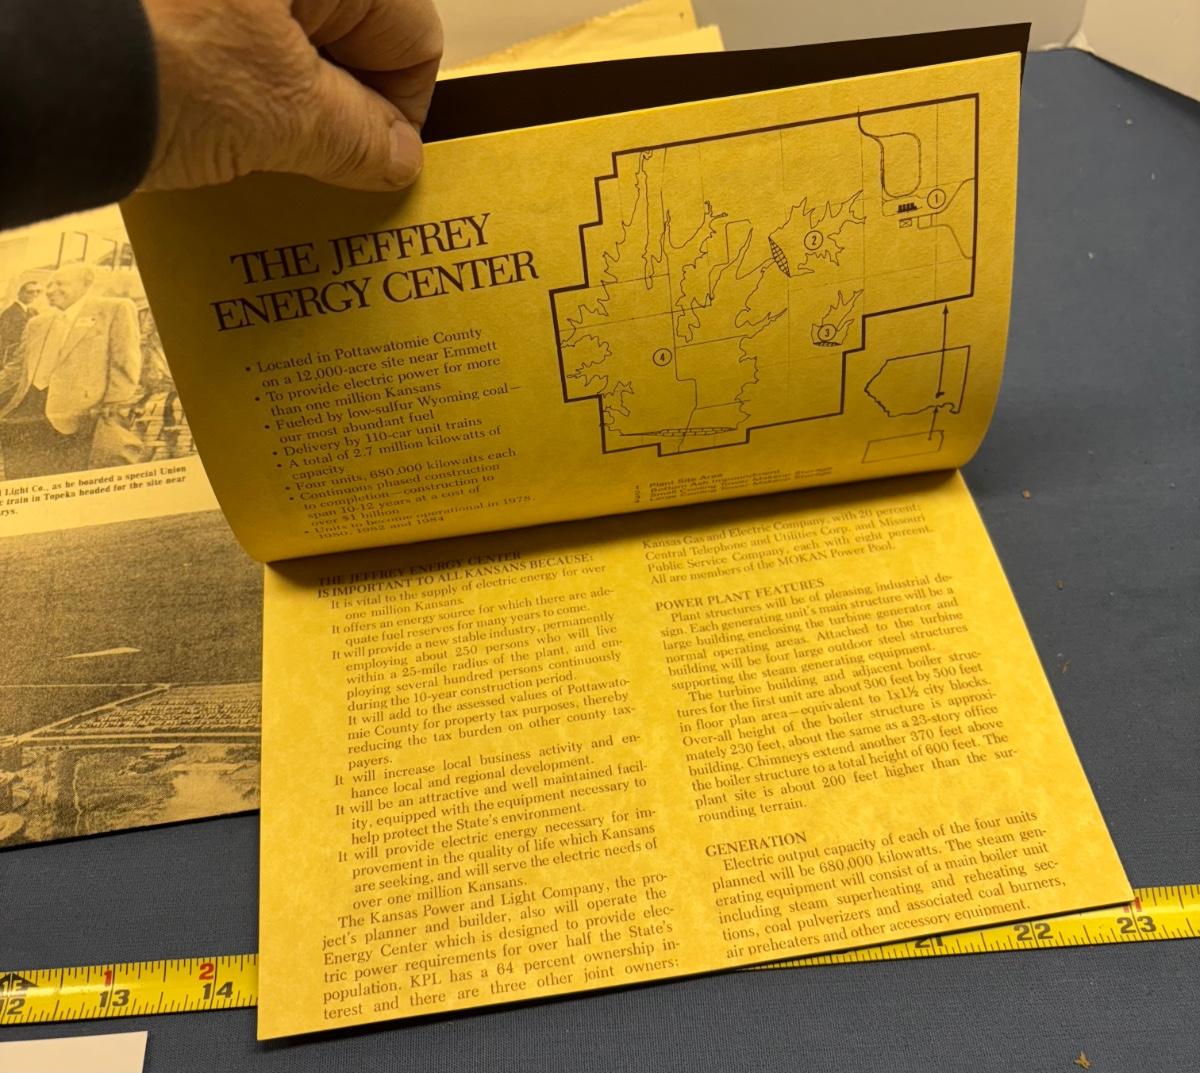 THE JEFFREY
ENERGY CENTER
• Located in Pottawatomie County
on a 12,000-acre site near Emmett
• To provide electric power for more
than one million Kansans
• Fueled by low-sulfur Wyoming coal—
our most abundant fuel
• Delivery by 110-car unit trains
• A total of 2.7 million kilowatts of
capacity
• Four units, 680,000 kilowatts each
• Continuous phased construction
to completion—construction to
span 10-12 years at a cost of
over $1 billion
• Units to become operational in 1978,
1980, 1982 and 1984
1
2
3
4
Plant Site Area
Light Co., as he boarded a special Union
train in Topeka headed for the site near
rys.
THE JEFFREY ENERGY CENTER
IS IMPORTANT TO ALL KANSANS BECAUSE:
It is vital to the supply of electric energy for over
one million Kansans.
It offers an energy source for which there are ade-
quate fuel reserves for many years to come.
It will provide a new stable industry, permanently
employing about 250 persons who will live
within a 25-mile radius of the plant, and em-
ploying several hundred persons continuously
during the 10-year construction period.
It will add to the assessed values of Pottawato-
mie County for property tax purposes, thereby
reducing the tax burden on other county tax-
payers.
It will increase local business activity and en-
hance local and regional development.
It will be an attractive and well maintained facil-
ity, equipped with the equipment necessary to
help protect the State's environment.
It will provide electric energy necessary for im-
provement in the quality of life which Kansans
are seeking, and will serve the electric needs of
over one million Kansans.
The Kansas Power and Light Company, the pro-
ject's planner and builder, also will operate the
Energy Center which is designed to provide elec-
tric power requirements for over half the State's
population. KPL has a 64 percent ownership in-
terest and there are three other joint owners:
Kansas Gas and Electric Company, with 20 percent;
Central Telephone and Utilities Corp. and Missouri
Public Service Company, each with eight percent.
All are members of the MOKAN Power Pool.
POWER PLANT FEATURES
Plant structures will be of pleasing industrial de-
sign. Each generating unit's main structure will be a
large building enclosing the turbine generator and
normal operating areas. Attached to the turbine
building will be four large outdoor steel structures
supporting the steam generating equipment.
The turbine building and adjacent boiler struc-
tures for the first unit are about 300 feet by 500 feet
in floor plan area—equivalent to 1x1½ city blocks.
Over-all height of the boiler structure is approxi-
mately 230 feet, about the same as a 23-story office
building. Chimneys extend another 370 feet above
the boiler structure to a total height of 600 feet. The
plant site is about 200 feet higher than the sur-
rounding terrain.
GENERATION
Electric output capacity of each of the four units
planned will be 680,000 kilowatts. The steam gen-
erating equipment will consist of a main boiler unit
including steam superheating and reheating sec-
tions, coal pulverizers and associated coal burners,
air preheaters and other accessory equipment.
12 1 13 2 14 21 22 23